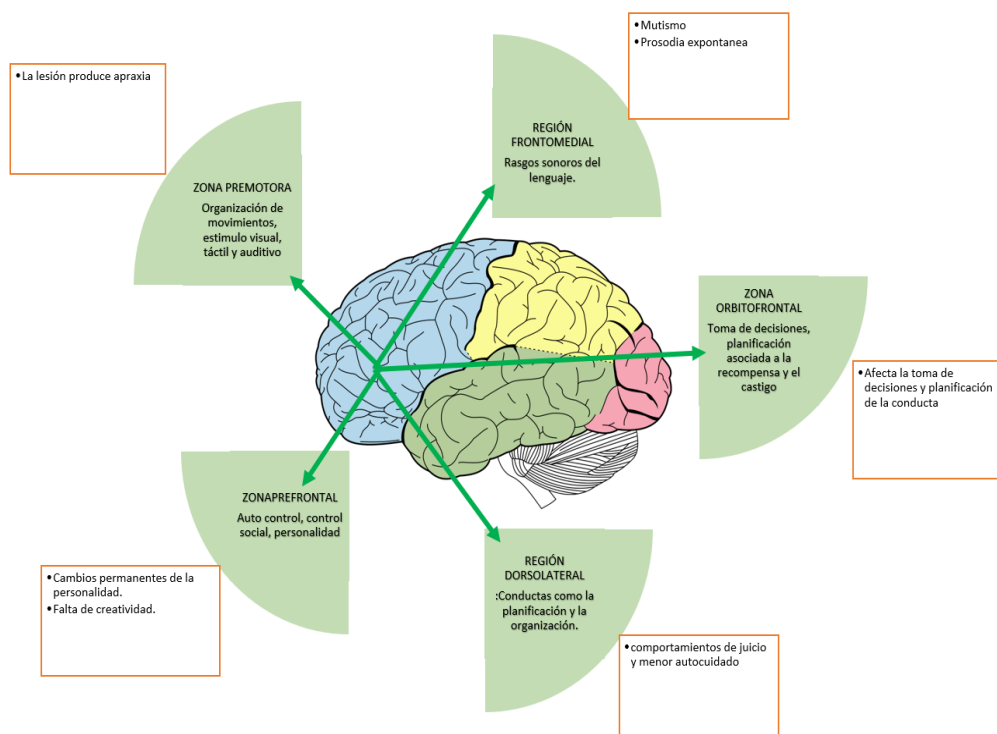 •La lesión produce apraxia
ZONA PREMOTORA
Organización de
movimientos,
estimulo visual,
táctil y auditivo
•Mutismo
•Prosodia expontanea
REGIÓN
FRONTOMEDIAL
Rasgos sonoros del
lenguaje.
ZONA
ORBITOFRONTAL
Toma de decisiones,
planificación
asociada a la
recompensa y el
castigo
•Afecta la toma de
decisiones y planificación
de la conducta
ZONAPREFRONTAL
Auto control, control
social, personalidad
•Cambios permanentes de la
personalidad.
•Falta de creatividad.
REGIÓN
DORSOLATERAL
:Conductas como la
planificación y la
organización.
•comportamientos de juicio
y menor autocuidado